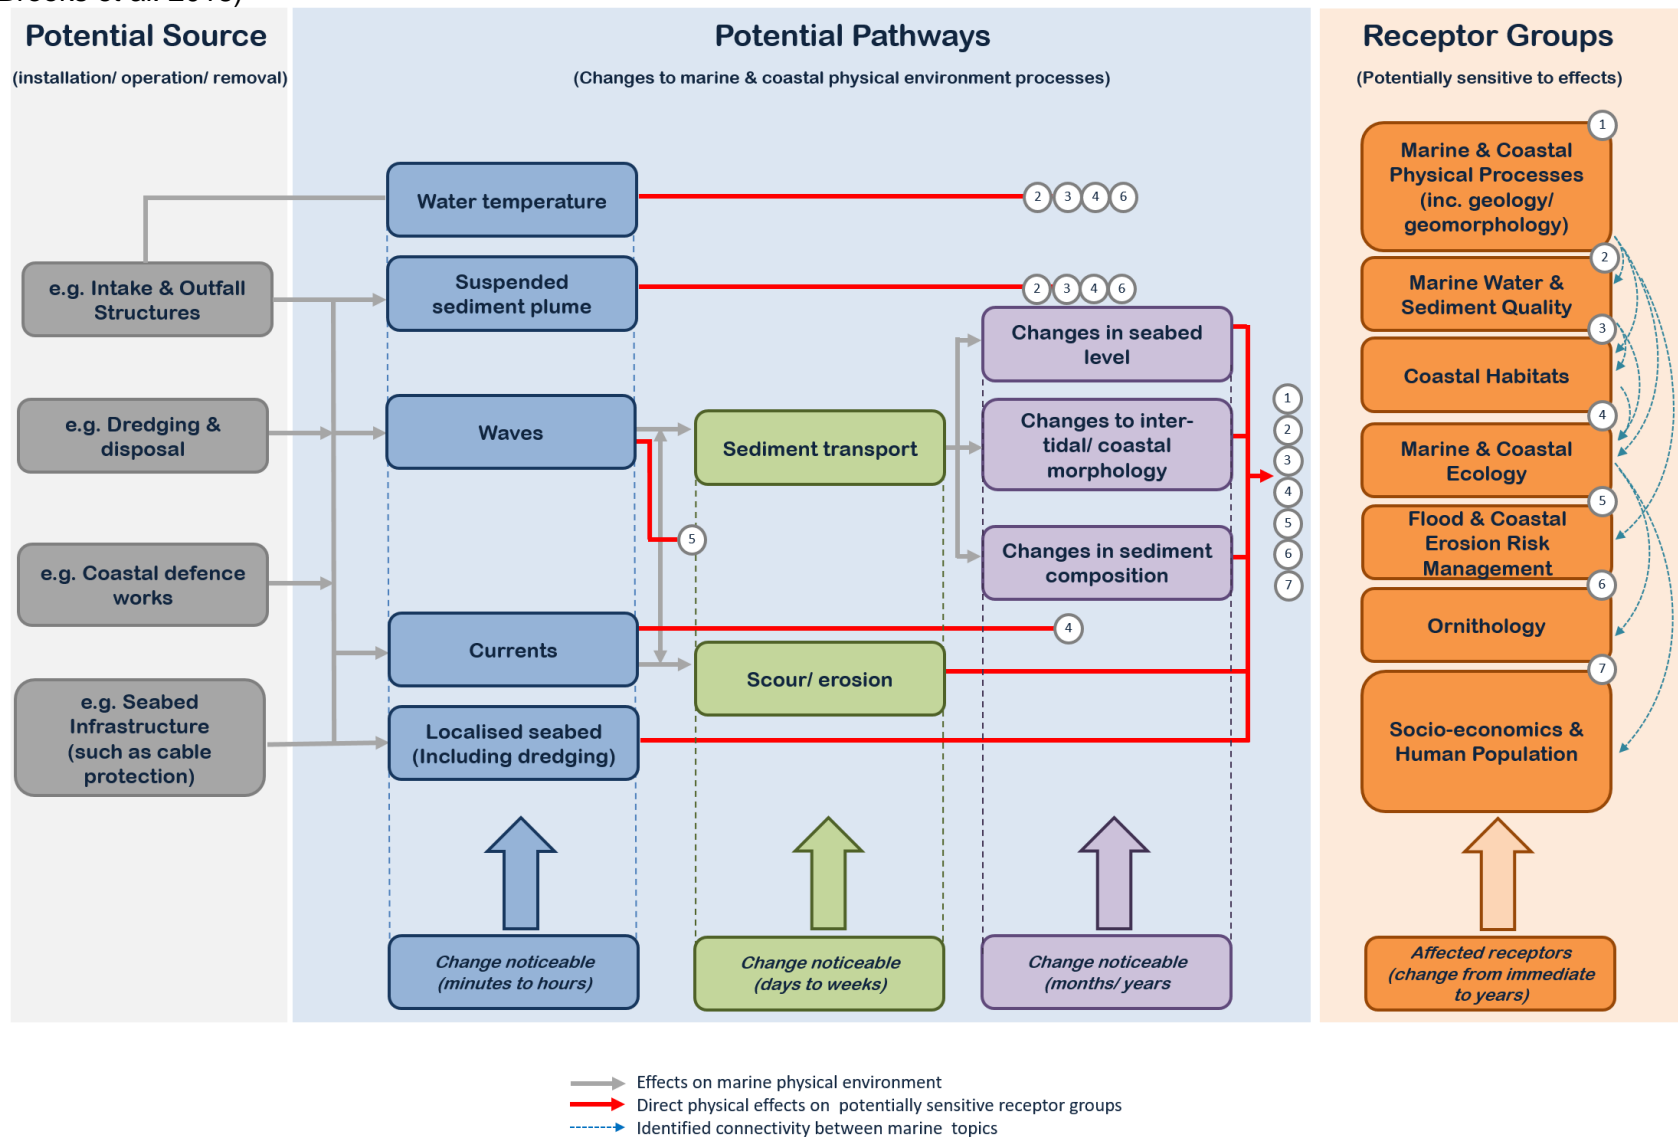 Brooks et al. 2018)
Potential Source
(installation/ operation/ removal)
Potential Pathways
(Changes to marine & coastal physical environment processes)
Receptor Groups
(Potentially sensitive to effects)
e.g. Intake & Outfall
Structures
e.g. Dredging &
disposal
e.g. Coastal defence
works
e.g. Seabed
Infrastructure
(such as cable
protection)
Water temperature
2 3 4 6
Suspended
sediment plume
2 3 4 6
Waves
5
Currents
4
Localised seabed
(Including dredging)
Sediment transport
Scour/ erosion
Changes in seabed
level
Changes to inter-
tidal/ coastal
morphology
Changes in sediment
composition
1
2
3
4
5
6
7
1
Marine & Coastal
Physical Processes
(inc. geology/
geomorphology)
2
Marine Water &
Sediment Quality
3
Coastal Habitats
4
Marine & Coastal
Ecology
5
Flood & Coastal
Erosion Risk
Management
6
Ornithology
7
Socio-economics &
Human Population
Change noticeable
(minutes to hours)
Change noticeable
(days to weeks)
Change noticeable
(months/ years
Affected receptors
(change from immediate
to years)
Effects on marine physical environment
Direct physical effects on potentially sensitive receptor groups
Identified connectivity between marine topics